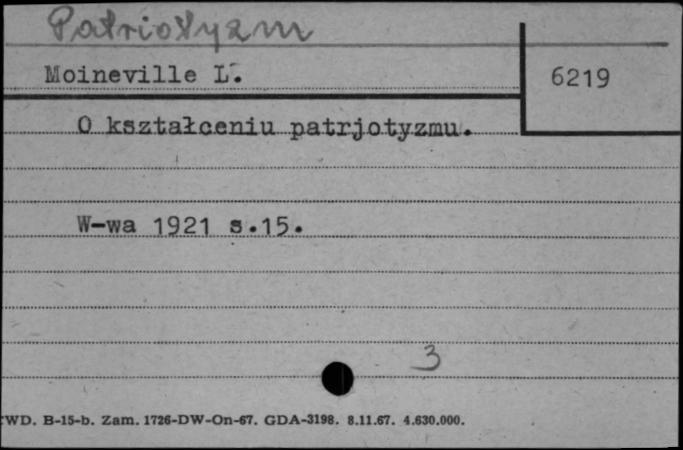 Patriotyzm
Moineville L.
6219
O kształceniu patrjotyzmu.
W-wa 1921 s.15.
3
WD. B-15-b. Zam. 1726-DW-On-67. GDA-3198. 8.11.67. 4.630.000.